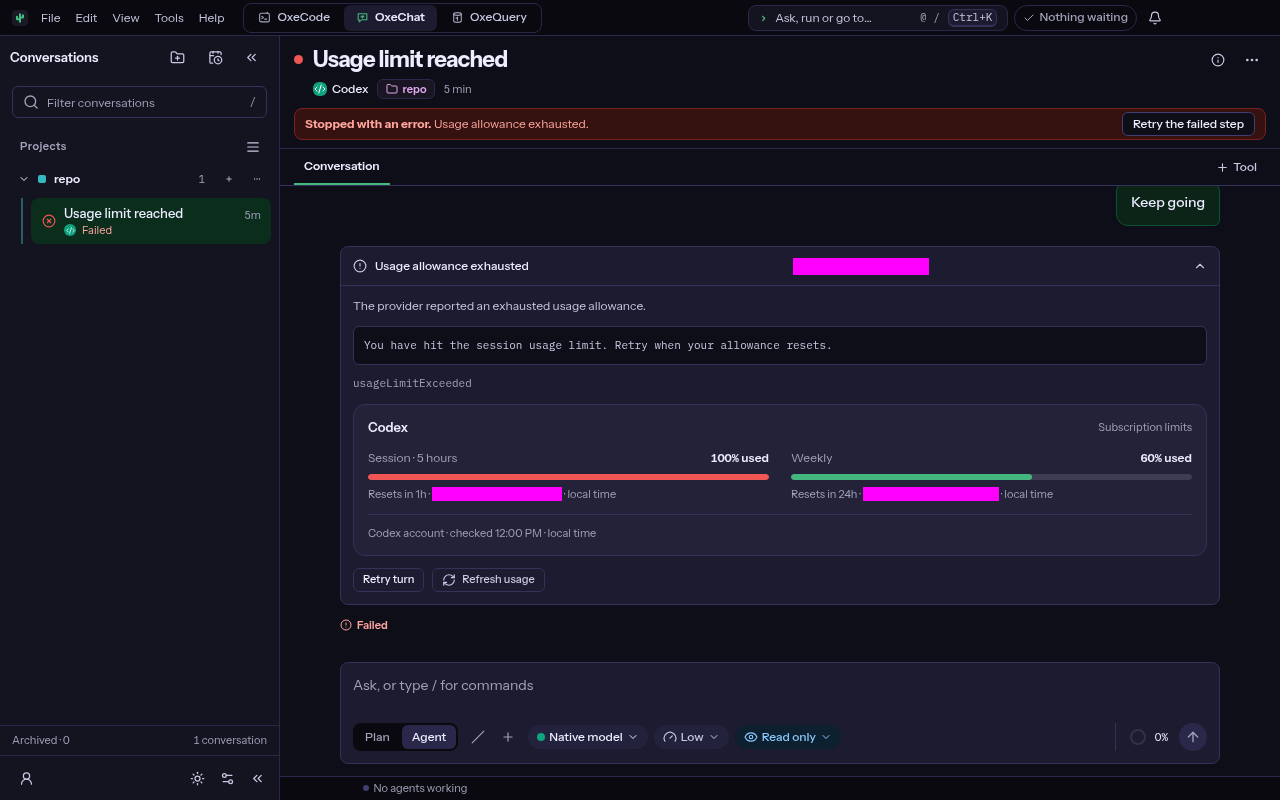 File Edit View Tools Help OxeCode OxeChat OxeQuery Ask, run or go to... @ / Ctrl+K Nothing waiting
Conversations
Filter conversations /
Projects
repo 1
Usage limit reached 5m
Failed
Archived · 0 1 conversation
Usage limit reached
Codex repo 5 min
Stopped with an error. Usage allowance exhausted. Retry the failed step
Conversation Tool
Keep going
Usage allowance exhausted
The provider reported an exhausted usage allowance.
You have hit the session usage limit. Retry when your allowance resets.
usageLimitExceeded
Codex Subscription limits
Session · 5 hours 100% used Weekly 60% used
Resets in 1h · · local time Resets in 24h · · local time
Codex account · checked 12:00 PM · local time
Retry turn Refresh usage
Failed
Ask, or type / for commands
Plan Agent Native model Low Read only 0%
No agents working